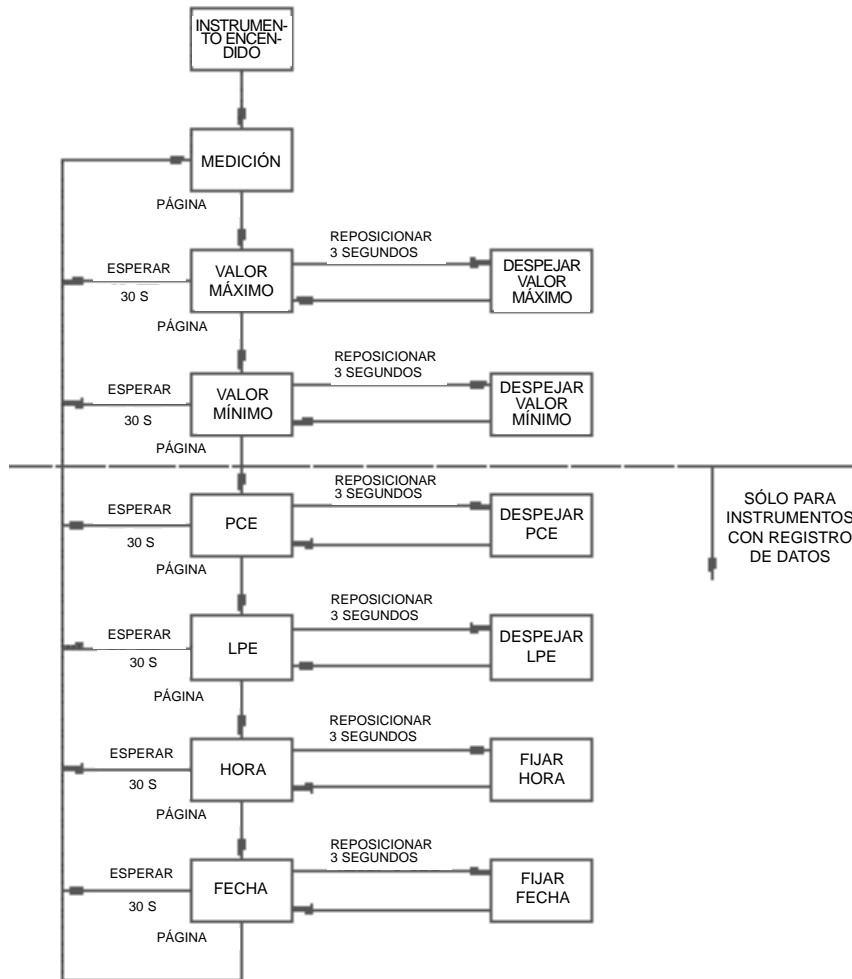 INSTRUMEN-
TO ENCEN-
DIDO
MEDICIÓN
PÁGINA
REPOSICIONAR
3 SEGUNDOS
ESPERAR
30 S
VALOR
MÁXIMO
DESPEJAR
VALOR
MÁXIMO
PÁGINA
REPOSICIONAR
3 SEGUNDOS
ESPERAR
30 S
VALOR
MÍNIMO
DESPEJAR
VALOR
MÍNIMO
PÁGINA
REPOSICIONAR
3 SEGUNDOS
ESPERAR
30 S
PCE
DESPEJAR
PCE
SÓLO PARA
INSTRUMENTOS
CON REGISTRO
DE DATOS
PÁGINA
REPOSICIONAR
3 SEGUNDOS
ESPERAR
30 S
LPE
DESPEJAR
LPE
PÁGINA
REPOSICIONAR
3 SEGUNDOS
ESPERAR
30 S
HORA
FIJAR
HORA
PÁGINA
REPOSICIONAR
3 SEGUNDOS
ESPERAR
30 S
FECHA
FIJAR
FECHA
PÁGINA